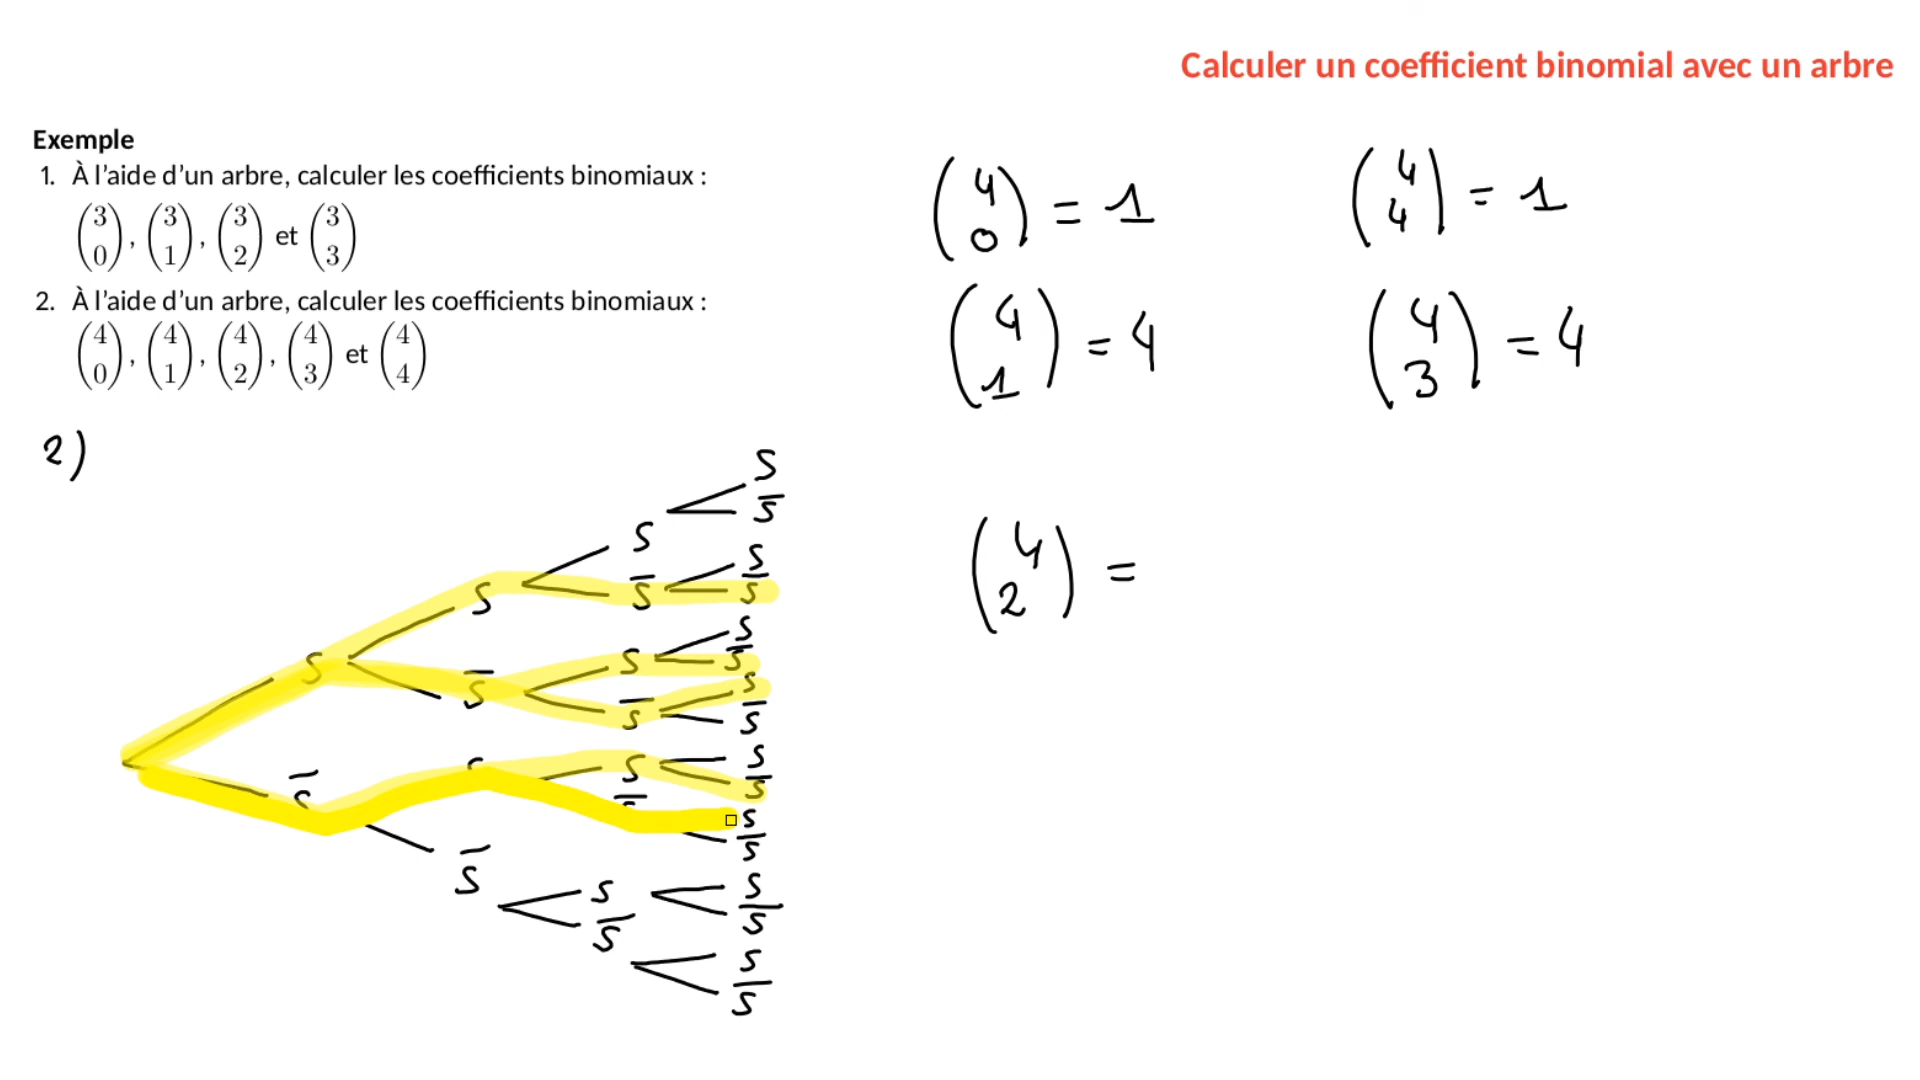 Calculer un coefficient binomial avec un arbre
Exemple
1. À l'aide d'un arbre, calculer les coefficients binomiaux :
(3 0), (3 1), (3 2) et (3 3)
2. À l'aide d'un arbre, calculer les coefficients binomiaux :
(4 0), (4 1), (4 2), (4 3) et (4 4)
2)
S
S̅
S
S̅
S
S̅
S
S̅
S
S̅
S
S̅
S
S̅
S
S̅
S
S̅
S
S̅
S
S̅
S
S̅
S
S̅
S
S̅
S
S̅
(4 0) = 1
(4 4) = 1
(4 1) = 4
(4 3) = 4
(4 2) =